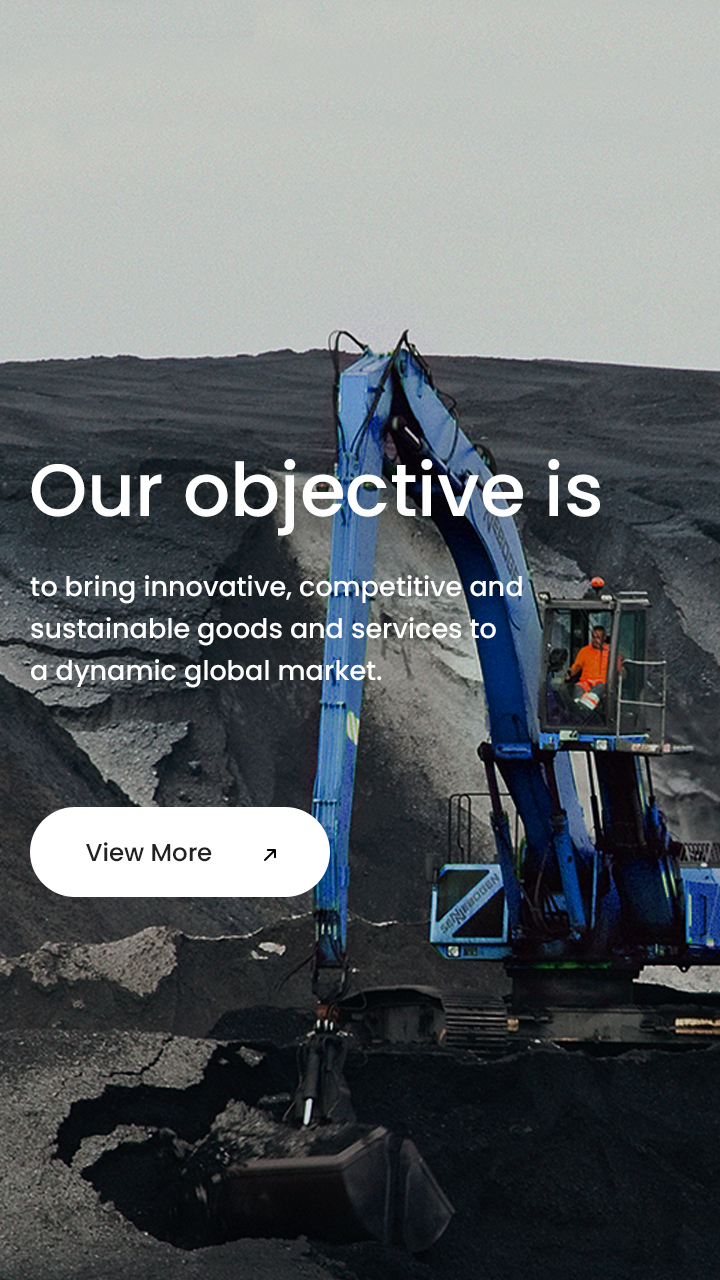 Our objective is
to bring innovative, competitive and
sustainable goods and services to
a dynamic global market.
View More
SENNEBOGEN